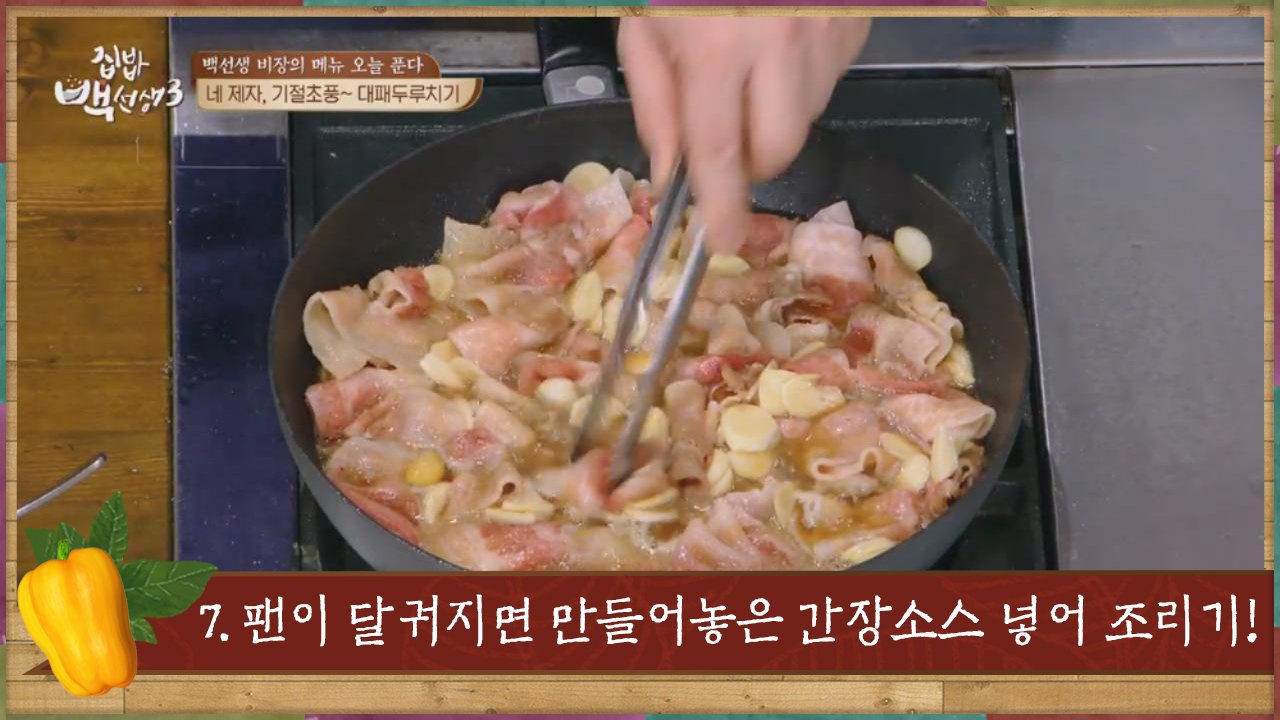 집밥
백선생3
백선생 비장의 메뉴 오늘 푼다
네 제자, 기절초풍~ 대패두루치기
7. 팬이 달궈지면 만들어놓은 간장소스 넣어 조리기!